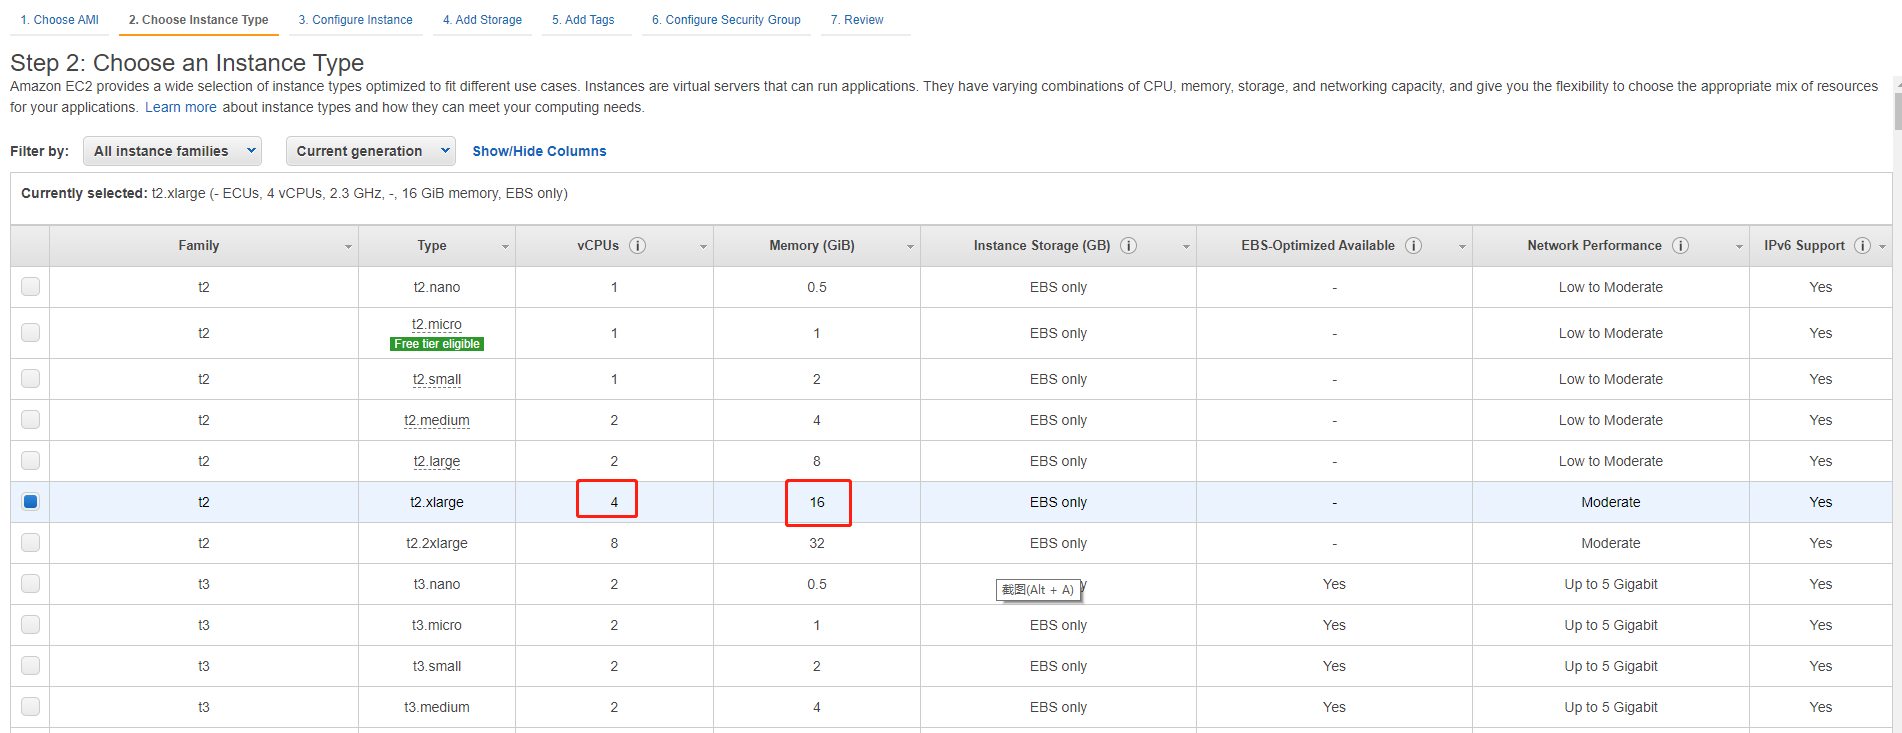 1. Choose AMI 2. Choose Instance Type 3. Configure Instance 4. Add Storage 5. Add Tags 6. Configure Security Group 7. Review
Step 2: Choose an Instance Type
Amazon EC2 provides a wide selection of instance types optimized to fit different use cases. Instances are virtual servers that can run applications. They have varying combinations of CPU, memory, storage, and networking capacity, and give you the flexibility to choose the appropriate mix of resources
for your applications. Learn more about instance types and how they can meet your computing needs.
Filter by: All instance families Current generation Show/Hide Columns
Currently selected: t2.xlarge (- ECUs, 4 vCPUs, 2.3 GHz, -, 16 GiB memory, EBS only)
Family Type vCPUs Memory (GiB) Instance Storage (GB) EBS-Optimized Available Network Performance IPv6 Support
t2 t2.nano 1 0.5 EBS only - Low to Moderate Yes
t2 t2.micro 1 1 EBS only - Low to Moderate Yes
Free tier eligible
t2 t2.small 1 2 EBS only - Low to Moderate Yes
t2 t2.medium 2 4 EBS only - Low to Moderate Yes
t2 t2.large 2 8 EBS only - Low to Moderate Yes
t2 t2.xlarge 4 16 EBS only - Moderate Yes
t2 t2.2xlarge 8 32 EBS only - Moderate Yes
t3 t3.nano 2 0.5 截图(Alt + A) Yes Up to 5 Gigabit Yes
t3 t3.micro 2 1 EBS only Yes Up to 5 Gigabit Yes
t3 t3.small 2 2 EBS only Yes Up to 5 Gigabit Yes
t3 t3.medium 2 4 EBS only Yes Up to 5 Gigabit Yes